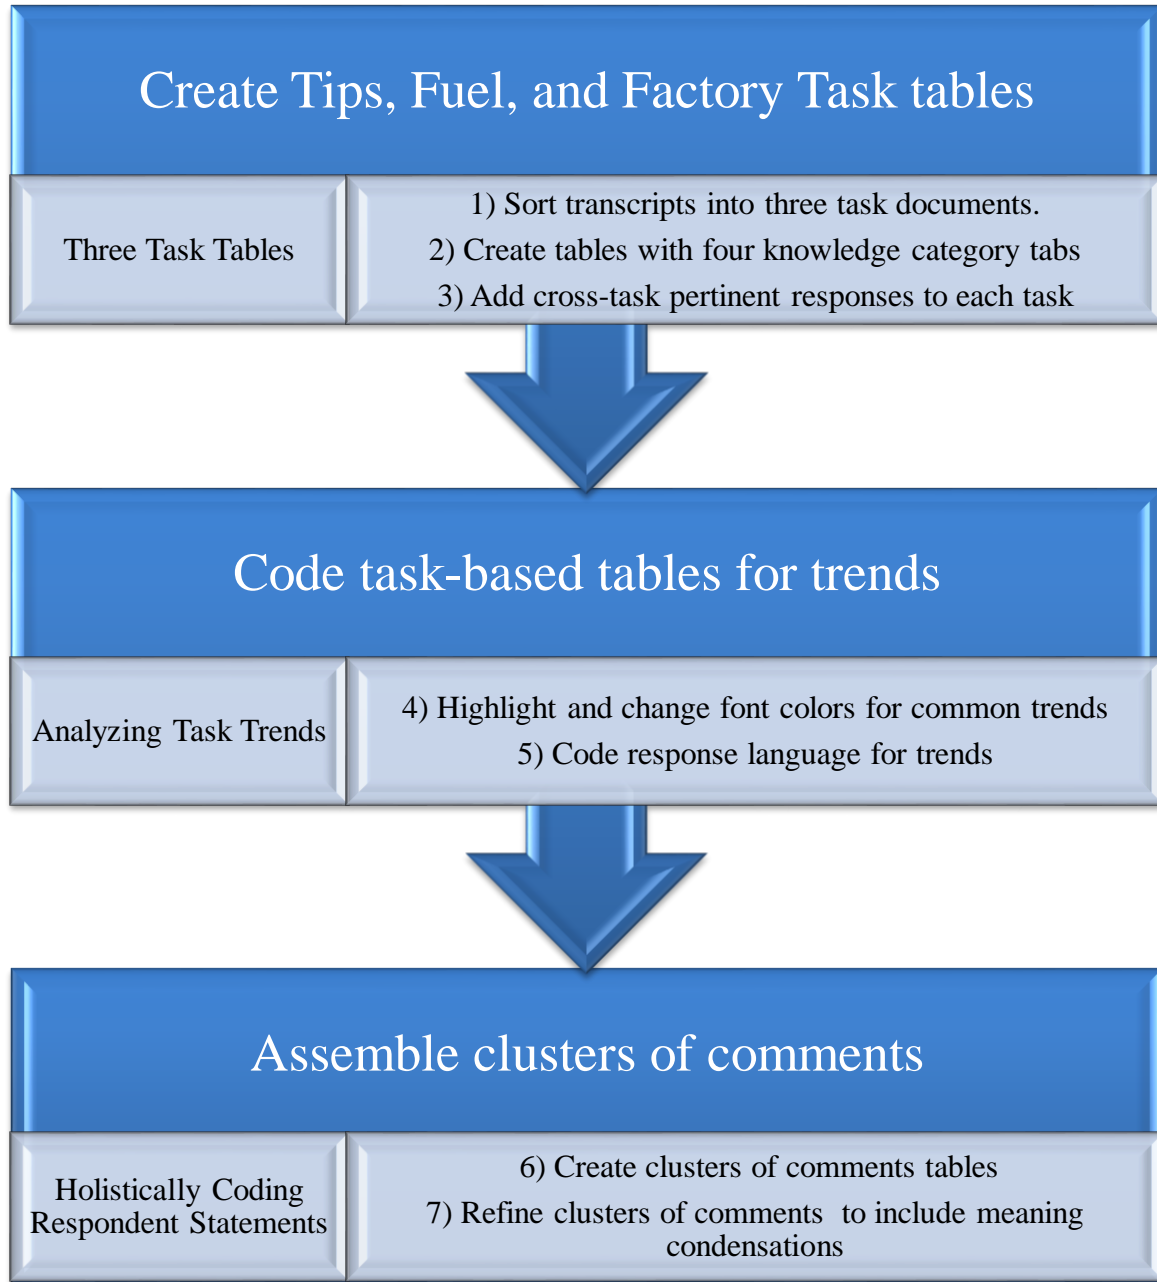 Create Tips, Fuel, and Factory Task tables
Three Task Tables
1) Sort transcripts into three task documents.
2) Create tables with four knowledge category tabs
3) Add cross-task pertinent responses to each task
Code task-based tables for trends
Analyzing Task Trends
4) Highlight and change font colors for common trends
5) Code response language for trends
Assemble clusters of comments
Holistically Coding
Respondent Statements
6) Create clusters of comments tables
7) Refine clusters of comments to include meaning
condensations